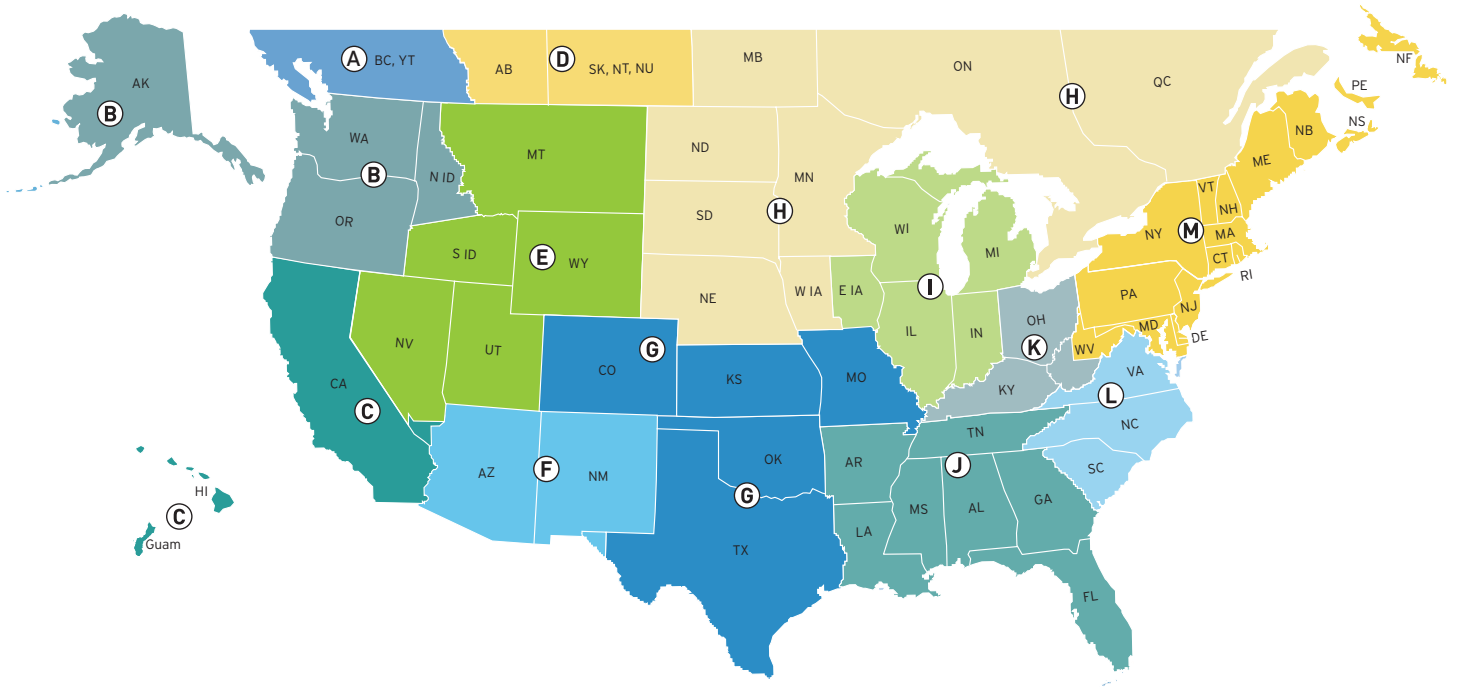 A
BC, YT
AB
D
SK, NT, NU
MB
ON
H
QC
NF
PE
NS
NB
ME
AK
B
WA
B
N ID
OR
MT
S ID
E
WY
NV
UT
ND
SD
MN
H
NE
W IA
E IA
WI
MI
I
IL
IN
OH
K
KY
WV
VT
NH
NY
M
MA
CT
RI
PA
NJ
MD
DE
VA
L
NC
SC
CA
C
HI
C
Guam
AZ
F
NM
CO
G
KS
MO
OK
G
TX
AR
LA
TN
J
MS
AL
GA
FL